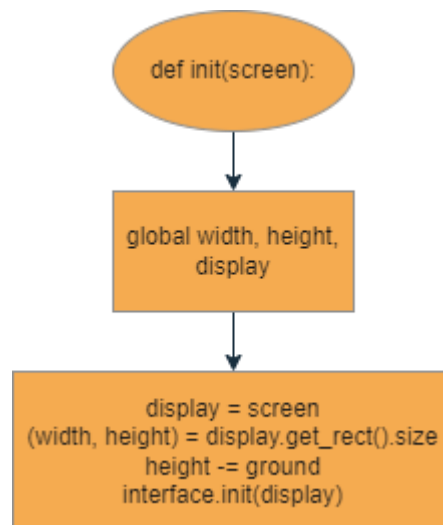 def init(screen):
global width, height,
display
display = screen
(width, height) = display.get_rect().size
height -= ground
interface.init(display)